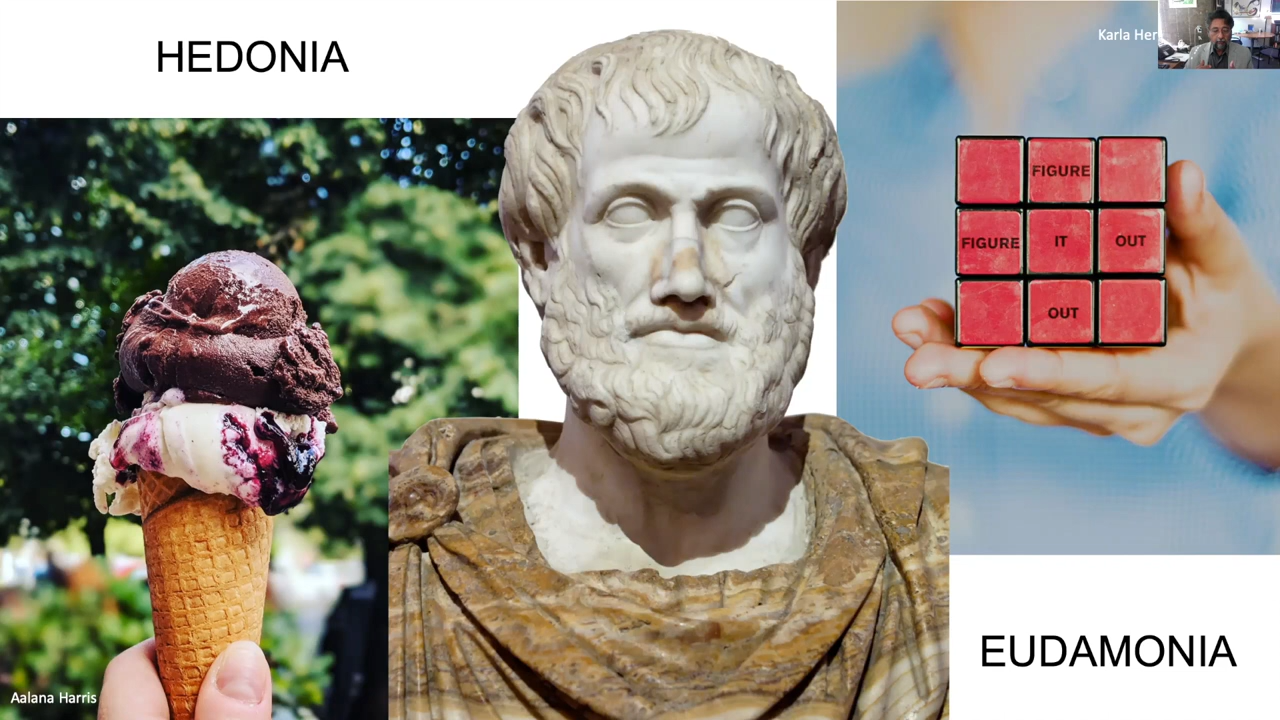 HEDONIA
Karla Her
FIGURE
FIGURE IT OUT
OUT
EUDAMONIA
Aalana Harris